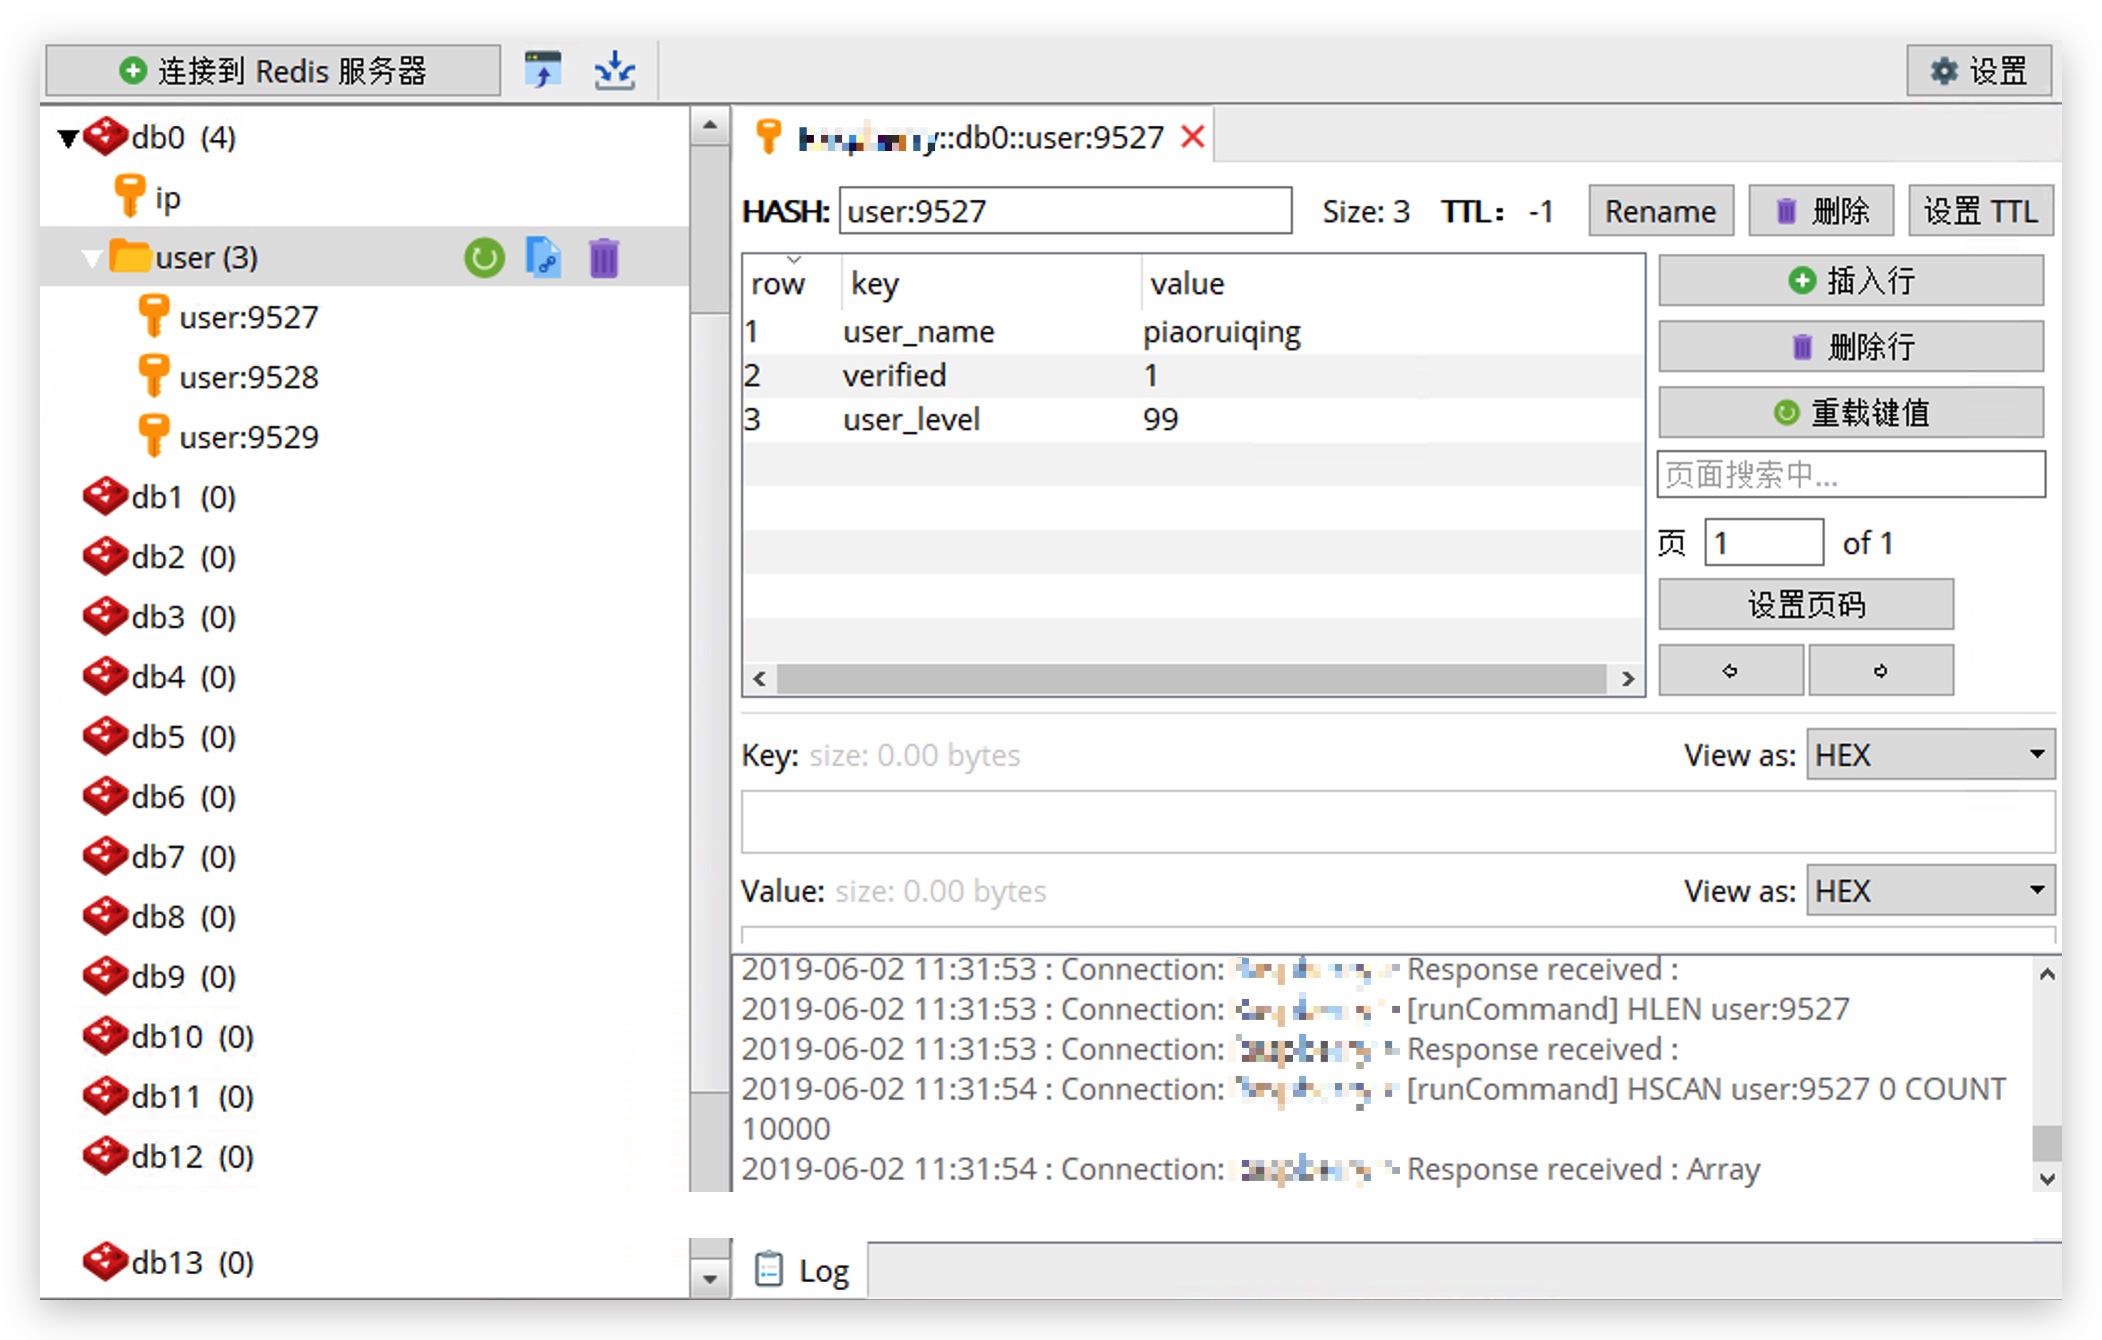 连接到 Redis 服务器
设置
db0 (4)
ip
user (3)
user:9527
user:9528
user:9529
db1 (0)
db2 (0)
db3 (0)
db4 (0)
db5 (0)
db6 (0)
db7 (0)
db8 (0)
db9 (0)
db10 (0)
db11 (0)
db12 (0)
db13 (0)
::db0::user:9527
HASH: user:9527 Size: 3 TTL: -1 Rename 删除 设置 TTL
row key value
1 user_name piaoruiqing
2 verified 1
3 user_level 99
插入行
删除行
重载键值
页面搜索中...
页 1 of 1
设置页码
Key: size: 0.00 bytes View as: HEX
Value: size: 0.00 bytes View as: HEX
2019-06-02 11:31:53 : Connection: Response received :
2019-06-02 11:31:53 : Connection: [runCommand] HLEN user:9527
2019-06-02 11:31:53 : Connection: Response received :
2019-06-02 11:31:54 : Connection: [runCommand] HSCAN user:9527 0 COUNT
10000
2019-06-02 11:31:54 : Connection: Response received : Array
Log